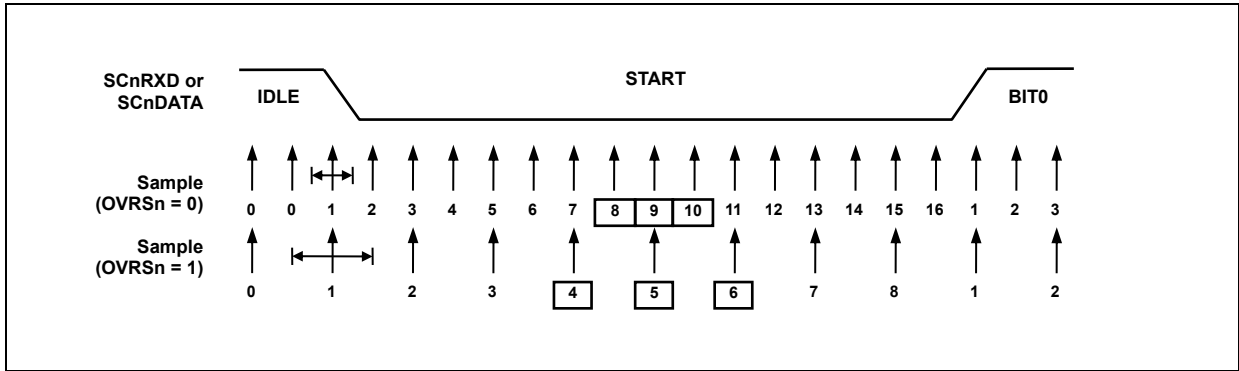 SCnRXD or
SCnDATA
IDLE
START
BIT0
Sample
(OVRSn = 0)
0 0 1 2 3 4 5 6 7 8 9 10 11 12 13 14 15 16 1 2 3
Sample
(OVRSn = 1)
0 1 2 3 4 5 6 7 8 1 2